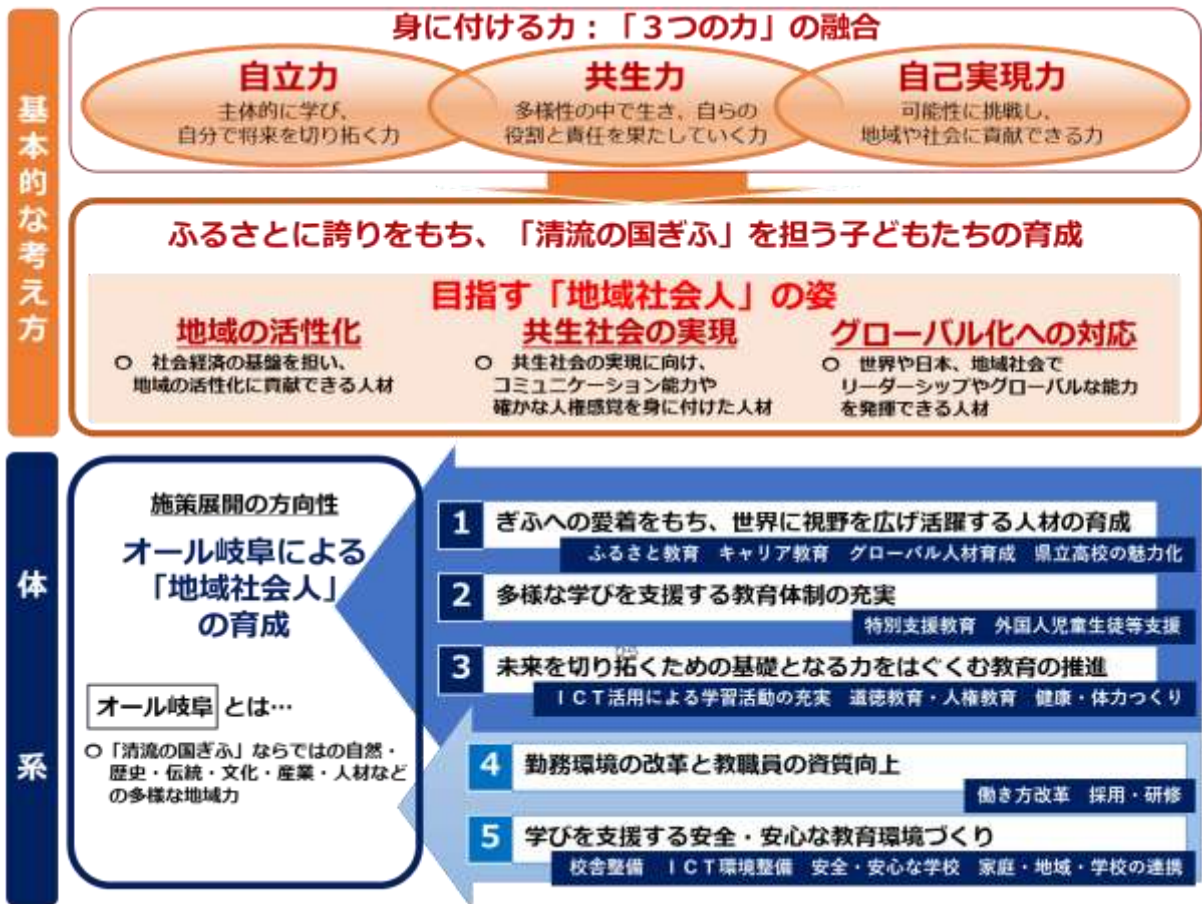 基本的な考え方
身に付ける力：「３つの力」の融合
自立力
主体的に学び、
自分で将来を切り拓く力
共生力
多様性の中で生き、自らの
役割と責任を果たしていく力
自己実現力
可能性に挑戦し、
地域や社会に貢献できる力
ふるさとに誇りをもち、「清流の国ぎふ」を担う子どもたちの育成
目指す「地域社会人」の姿
地域の活性化
○　社会経済の基盤を担い、
地域の活性化に貢献できる人材
共生社会の実現
○　共生社会の実現に向け、
コミュニケーション能力や
確かな人権感覚を身に付けた人材
グローバル化への対応
○　世界や日本、地域社会で
リーダーシップやグローバルな能力
を発揮できる人材
体系
施策展開の方向性
オール岐阜による
「地域社会人」
の育成
オール岐阜 とは…
○「清流の国ぎふ」ならではの自然・
歴史・伝統・文化・産業・人材など
の多様な地域力
1 ぎふへの愛着をもち、世界に視野を広げ活躍する人材の育成
ふるさと教育　キャリア教育　グローバル人材育成　県立高校の魅力化
2 多様な学びを支援する教育体制の充実
特別支援教育　外国人児童生徒等支援
3 未来を切り拓くための基礎となる力をはぐくむ教育の推進
ＩＣＴ活用による学習活動の充実　道徳教育・人権教育　健康・体力つくり
4 勤務環境の改革と教職員の資質向上
働き方改革　採用・研修
5 学びを支援する安全・安心な教育環境づくり
校舎整備　ＩＣＴ環境整備　安全・安心な学校　家庭・地域・学校の連携